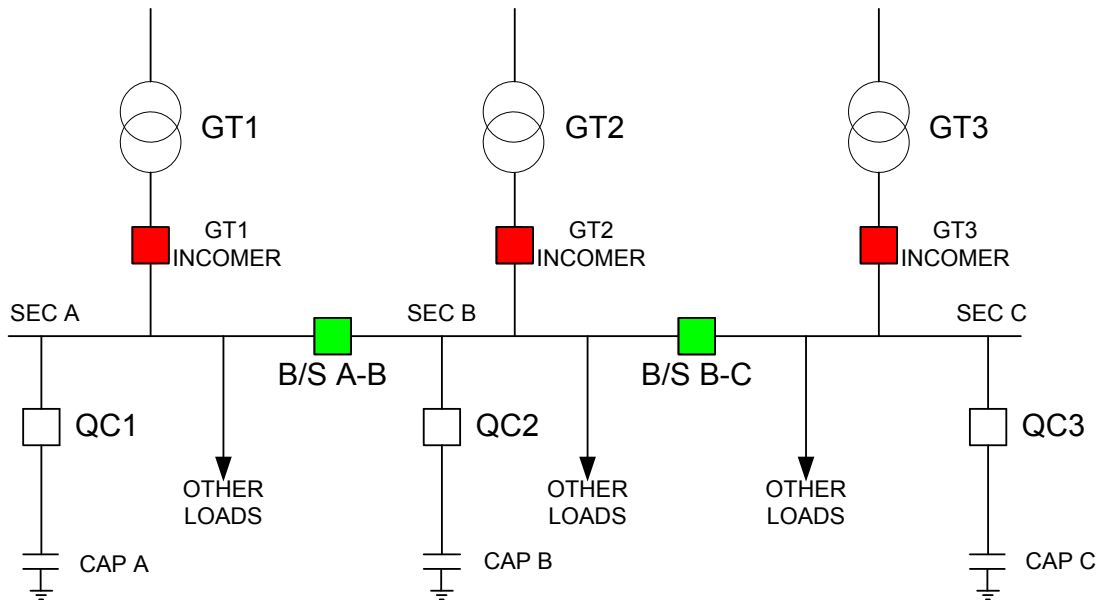 GT1
GT2
GT3
GT1
INCOMER
GT2
INCOMER
GT3
INCOMER
SEC A
SEC B
SEC C
B/S A-B
B/S B-C
QC1
QC2
QC3
OTHER
LOADS
OTHER
LOADS
OTHER
LOADS
CAP A
CAP B
CAP C